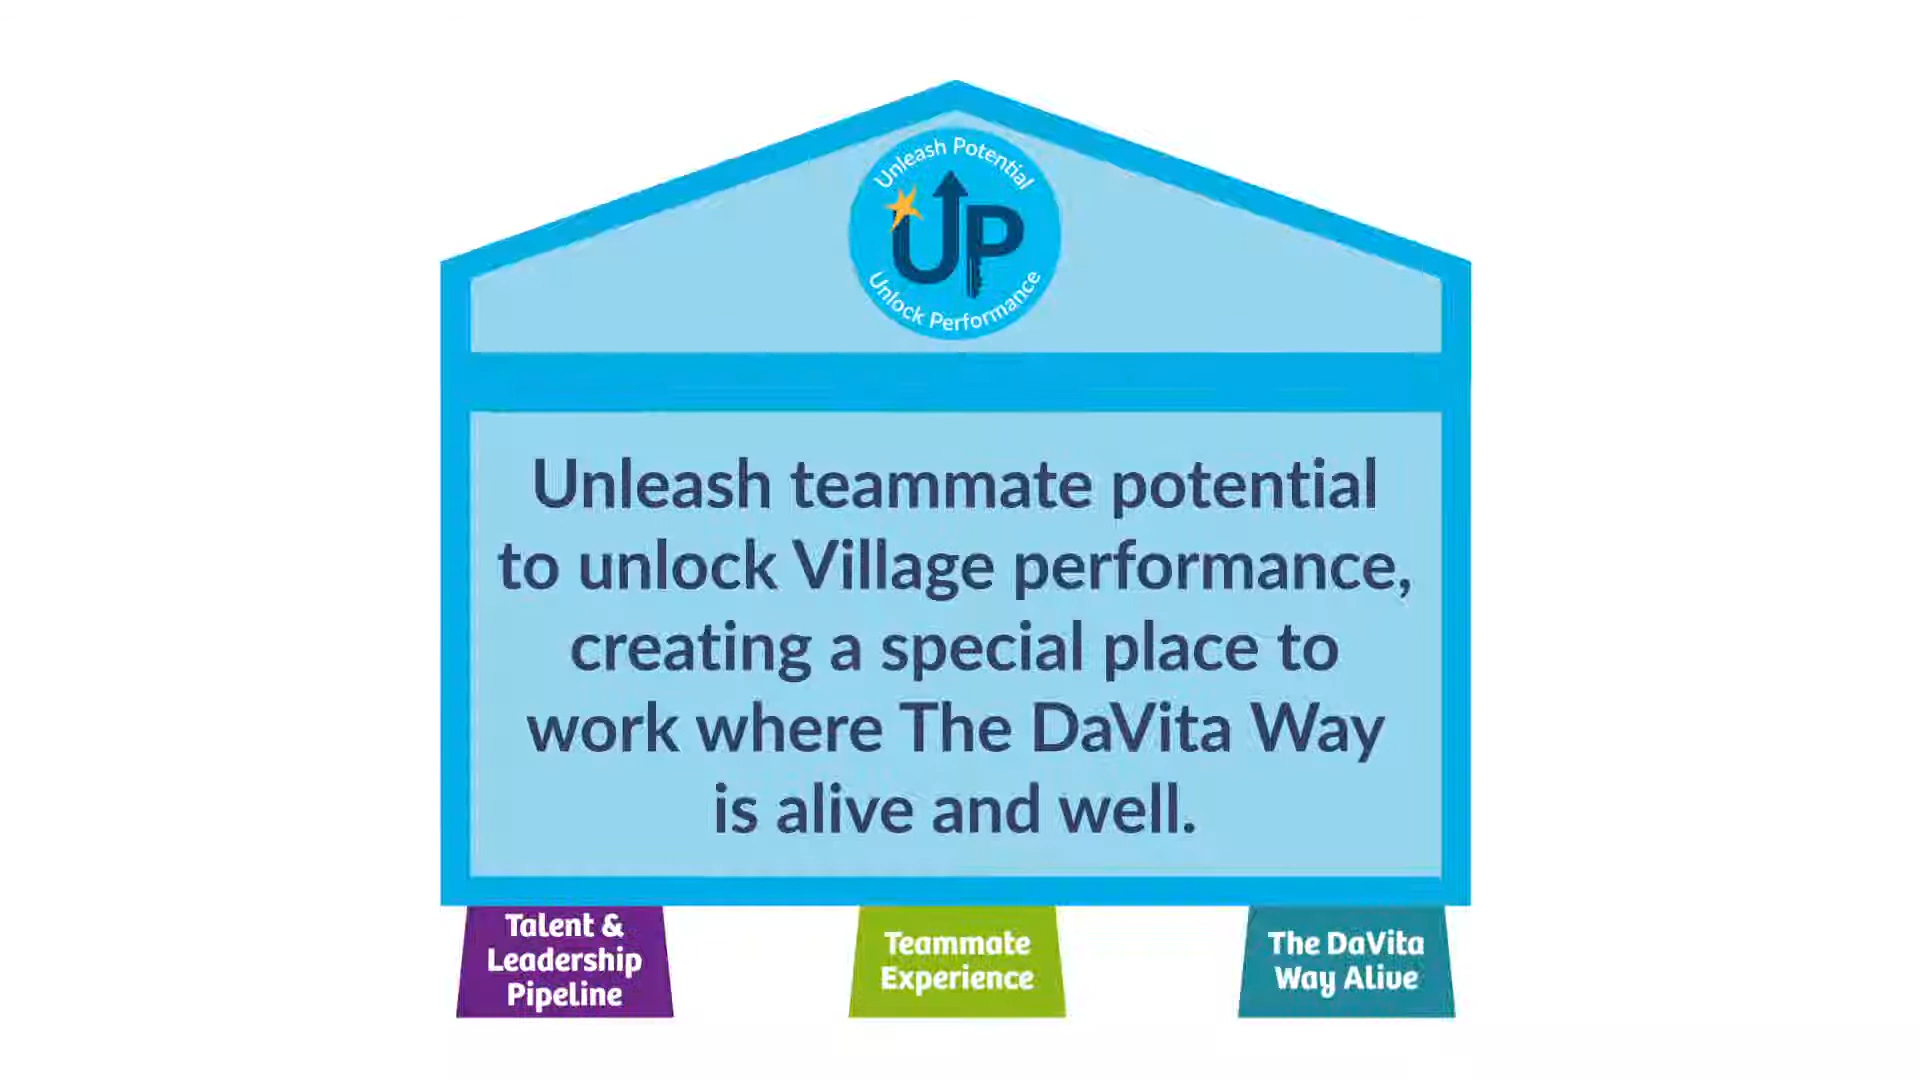 Unleash Potential
UP
Unlock Performance
Unleash teammate potential
to unlock Village performance,
creating a special place to
work where The DaVita Way
is alive and well.
Talent &
Leadership
Pipeline
Teammate
Experience
The DaVita
Way Alive